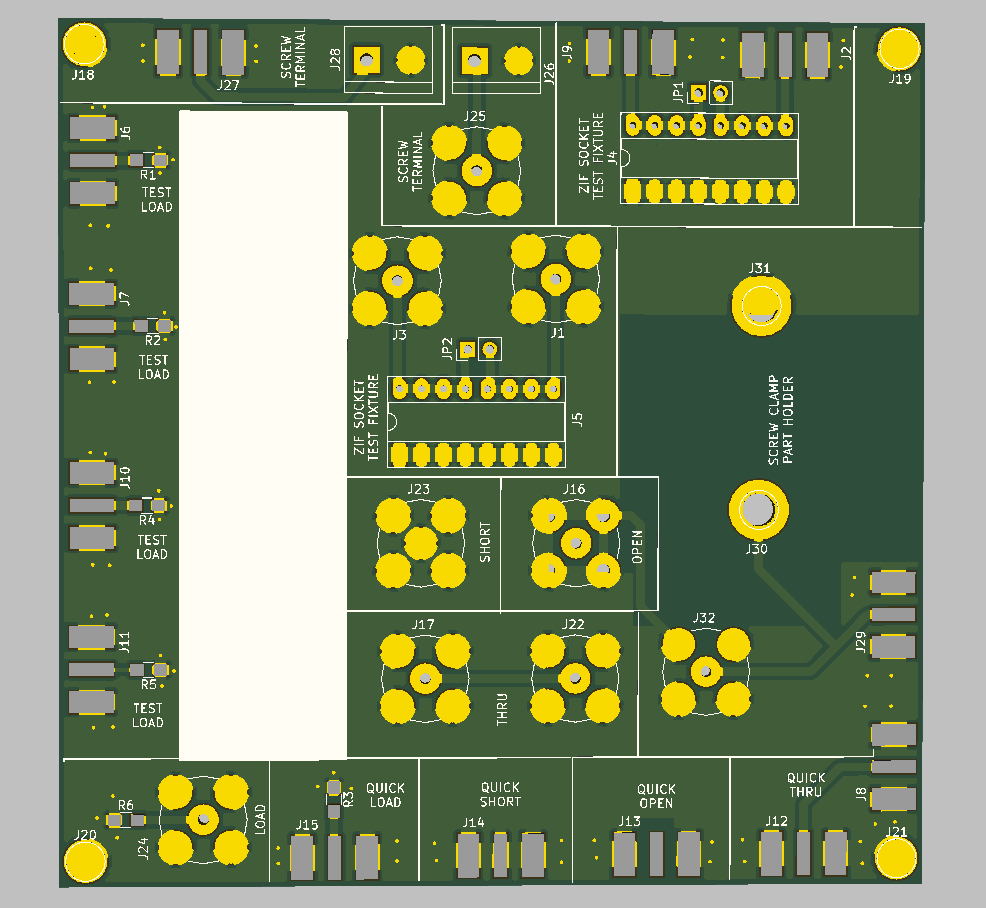 J18
J27
SCREW
TERMINAL
J28
J26
J9
J2
J19
JP1
J25
SCREW
TERMINAL
ZIF SOCKET
TEST FIXTURE
J4
J6
R1
TEST
LOAD
J7
R2
TEST
LOAD
J3
J1
J31
JP2
ZIF SOCKET
TEST FIXTURE
J5
SCREW CLAMP
PART HOLDER
J10
R4
TEST
LOAD
J23
SHORT
J16
OPEN
J30
J11
R5
TEST
LOAD
J17
J22
THRU
J32
J29
J20
R6
J24
LOAD
R3
QUICK
LOAD
J15
QUICK
SHORT
J14
QUICK
OPEN
J13
QUICK
THRU
J12
J8
J21